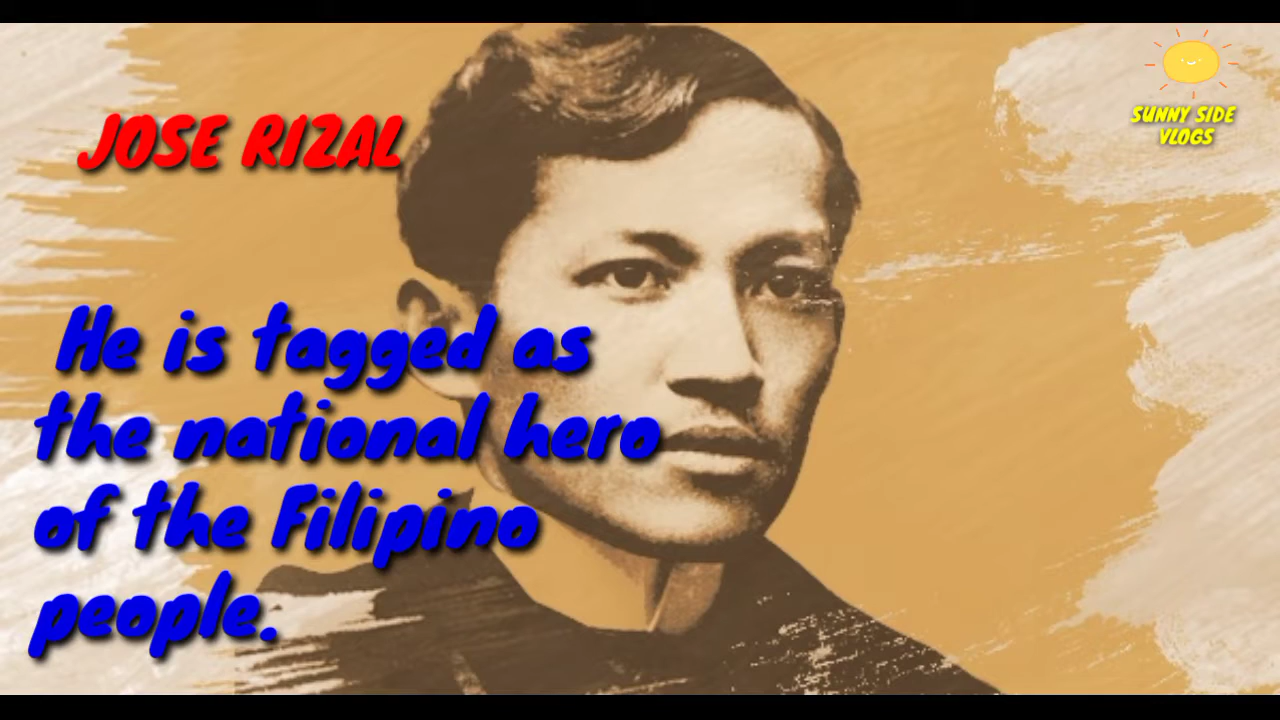 JOSE RIZAL
SUNNY SIDE
VLOGS
He is tagged as
the national hero
of the Filipino
people.